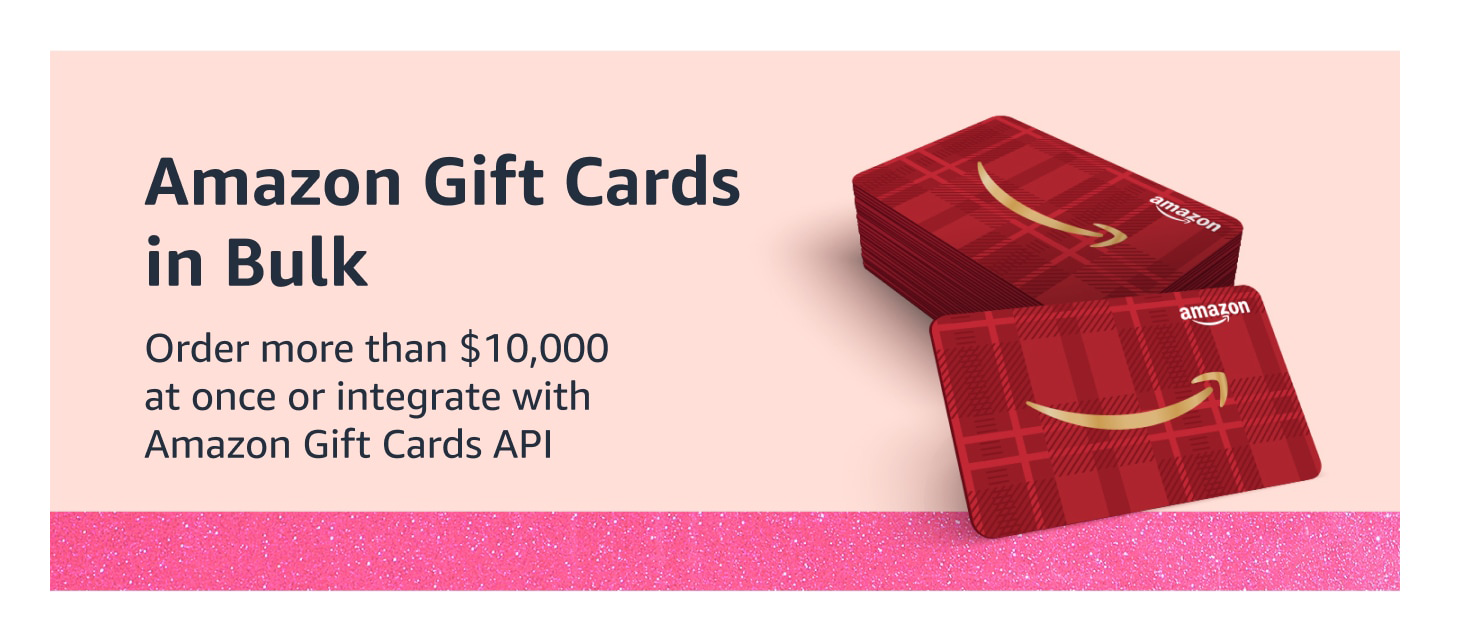 Amazon Gift Cards
in Bulk
Order more than $10,000
at once or integrate with
Amazon Gift Cards API
amazon
amazon